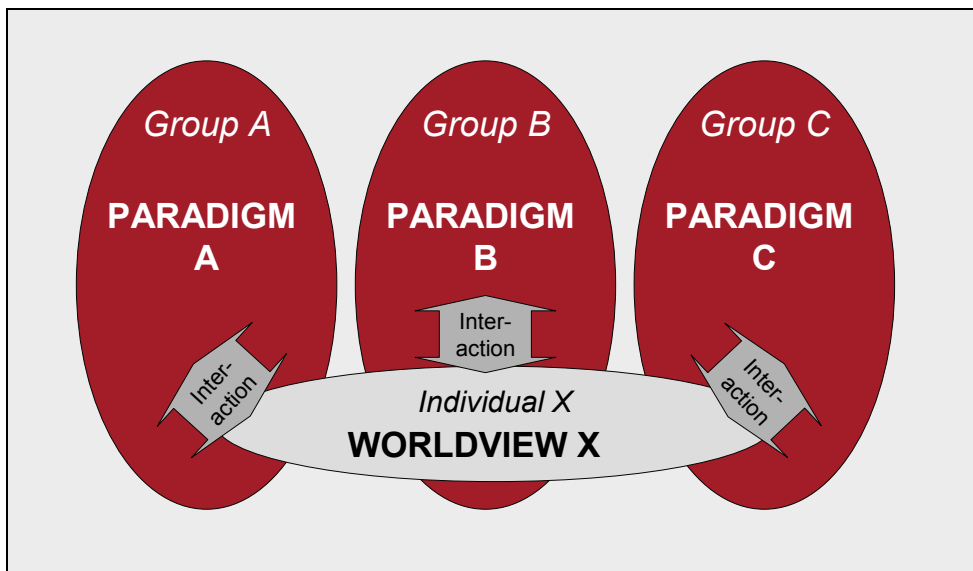 Group A
PARADIGM
A
Group B
PARADIGM
B
Group C
PARADIGM
C
Inter-
action
Inter-
action
Inter-
action
Individual X
WORLDVIEW X